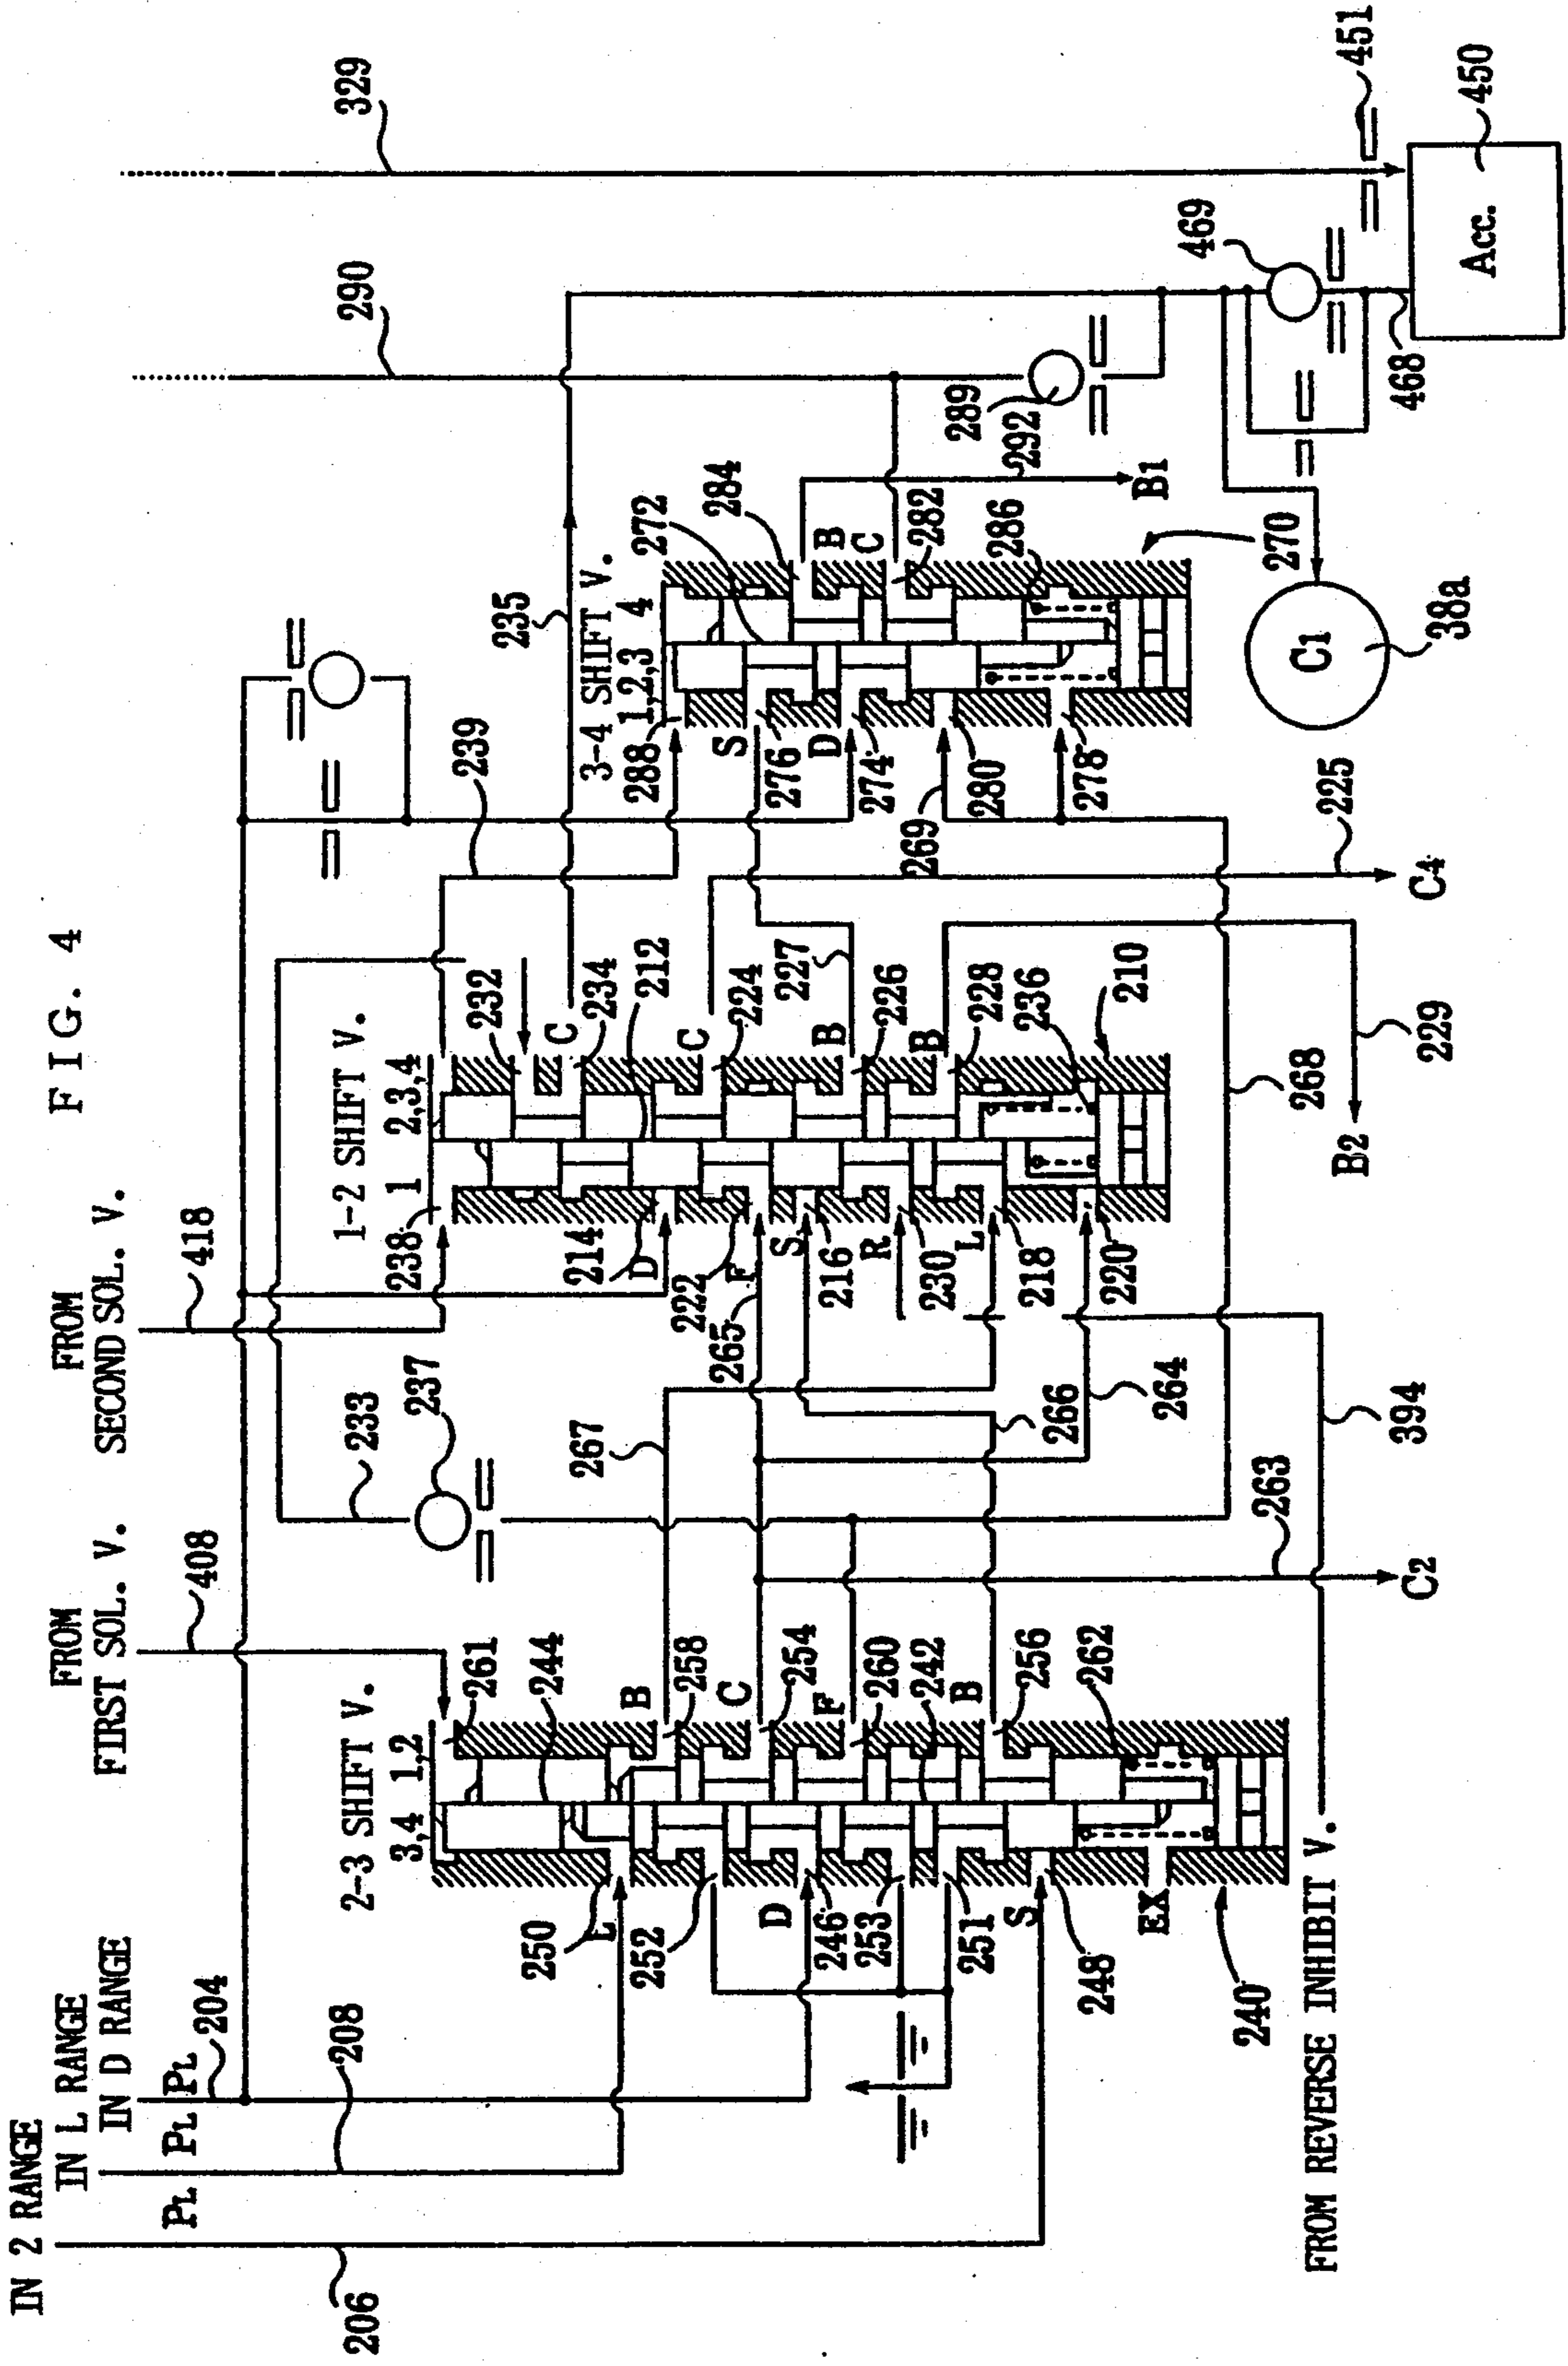 FIG. 4
IN 2 RANGE
IN L RANGE
IN D RANGE
PL
PL
PL
206
208
204
FROM
FIRST SOL. V.
408
FROM
SECOND SOL. V.
418
233
237
239
235
290
329
2-3 SHIFT V.
3,4
1,2
261
244
250
L
252
D
246
253
251
S
248
EX
240
B
258
C
254
F
260
242
B
256
262
267
265
266
264
263
C2
394
FROM REVERSE INHIBIT V.
1-2 SHIFT V.
1
2,3,4
238
214
D
222
F
S
216
R
230
L
218
220
232
C
234
212
C
224
227
B
226
B
228
236
210
268
229
B2
225
C4
3-4 SHIFT V.
1,2,3
4
288
S
276
D
274
269
280
278
272
284
B
C
282
286
270
B1
292
289
C1
38a
469
468
451
450
Acc.